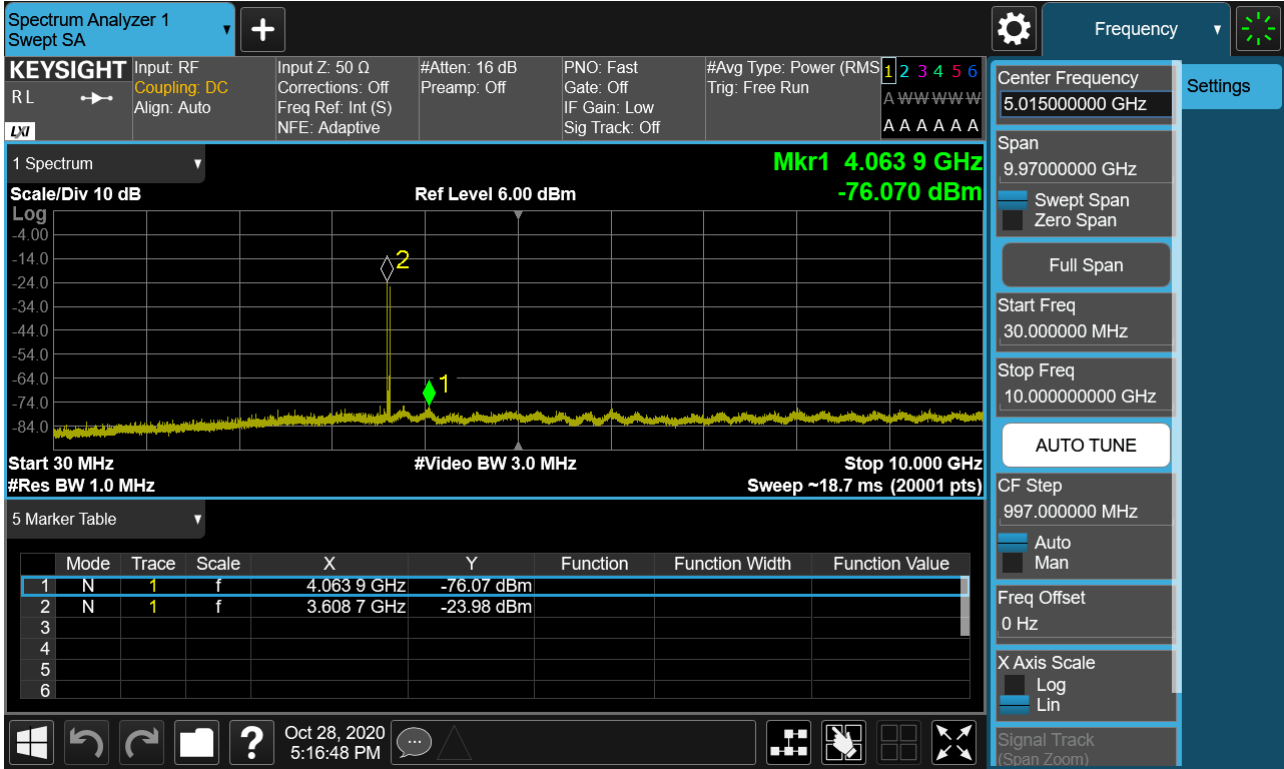 Spectrum Analyzer 1
Swept SA
Frequency
KEYSIGHT
R L
LXI
Input: RF
Coupling: DC
Align: Auto
Input Z: 50 Ω
Corrections: Off
Freq Ref: Int (S)
NFE: Adaptive
#Atten: 16 dB
Preamp: Off
PNO: Fast
Gate: Off
IF Gain: Low
Sig Track: Off
#Avg Type: Power (RMS
Trig: Free Run
1 2 3 4 5 6
A W W W W W
A A A A A A
1 Spectrum
Mkr1 4.063 9 GHz
Scale/Div 10 dB
Ref Level 6.00 dBm
-76.070 dBm
Log
-4.00
-14.0
-24.0
-34.0
-44.0
-54.0
-64.0
-74.0
-84.0
2
1
Start 30 MHz
#Video BW 3.0 MHz
Stop 10.000 GHz
#Res BW 1.0 MHz
Sweep ~18.7 ms (20001 pts)
5 Marker Table
Mode Trace Scale X Y Function Function Width Function Value
1 N 1 f 4.063 9 GHz -76.07 dBm
2 N 1 f 3.608 7 GHz -23.98 dBm
3
4
5
6
Oct 28, 2020
5:16:48 PM
Center Frequency
5.015000000 GHz
Settings
Span
9.97000000 GHz
Swept Span
Zero Span
Full Span
Start Freq
30.000000 MHz
Stop Freq
10.000000000 GHz
AUTO TUNE
CF Step
997.000000 MHz
Auto
Man
Freq Offset
0 Hz
X Axis Scale
Log
Lin
Signal Track
(Span Zoom)